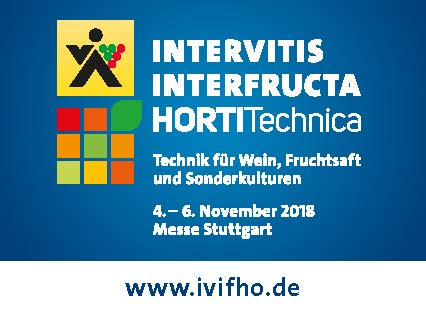 INTERVITIS
INTERFRUCTA
HORTITechnica
Technik für Wein, Fruchtsaft
und Sonderkulturen
4. – 6. November 2018
Messe Stuttgart
www.ivifho.de